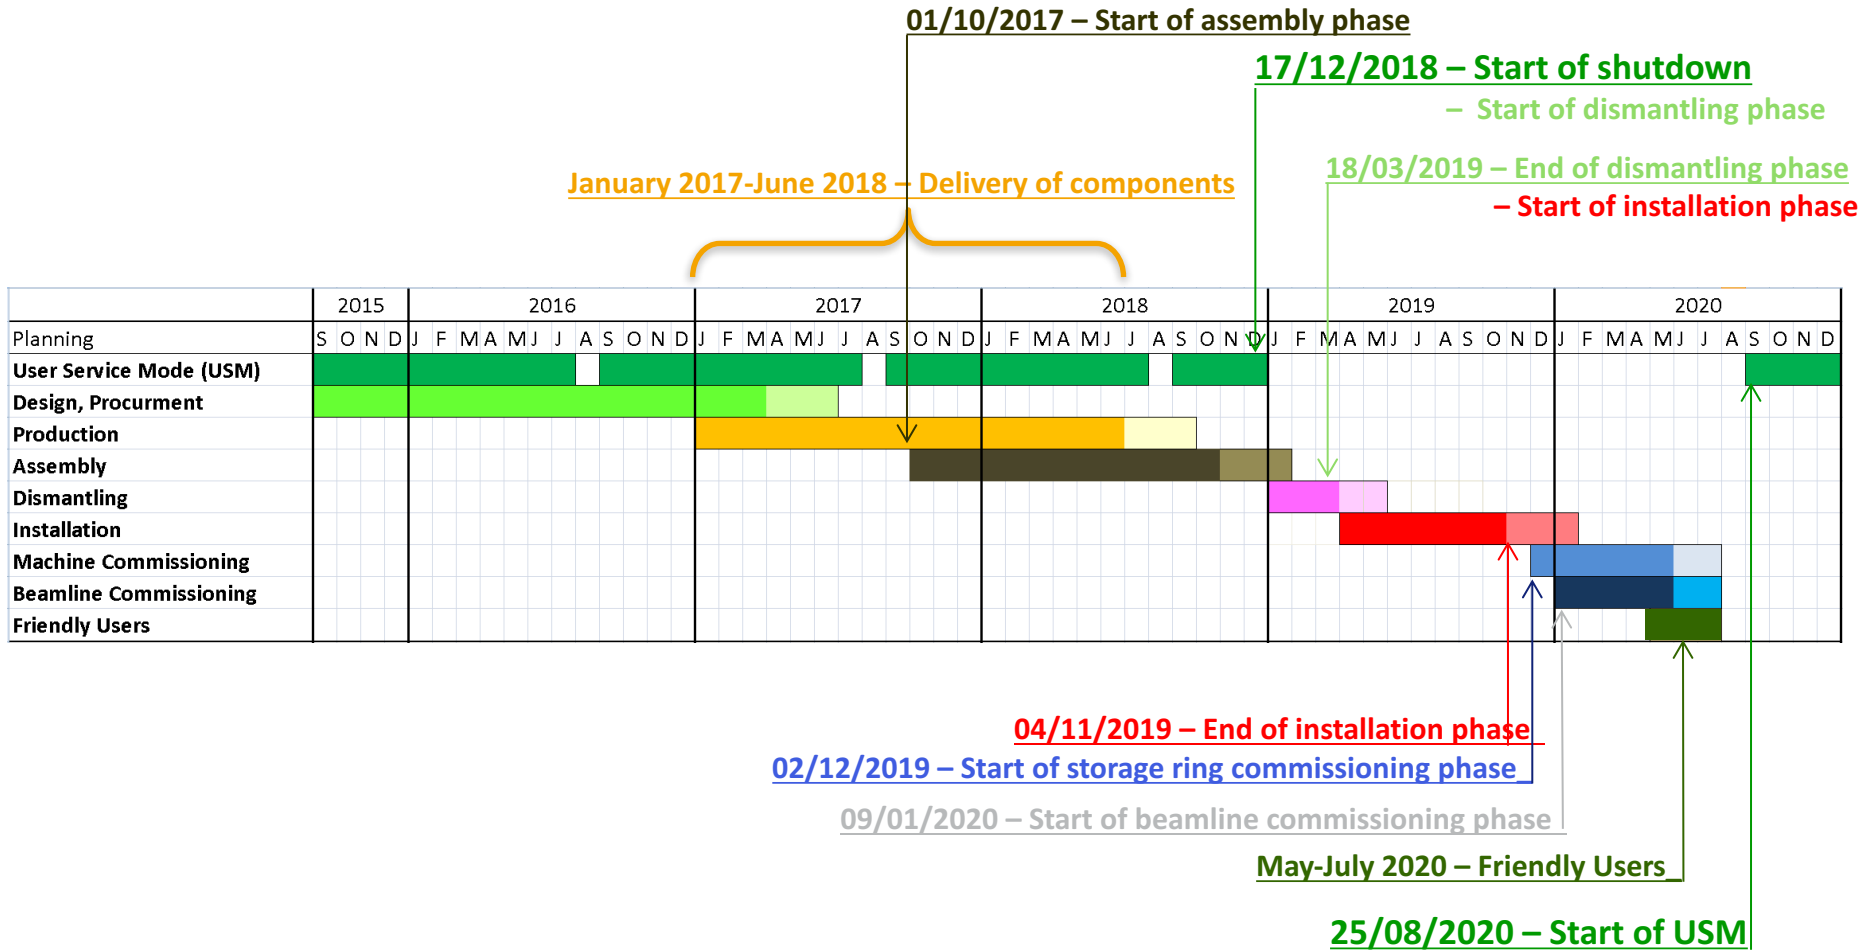 01/10/2017 – Start of assembly phase
17/12/2018 – Start of shutdown
– Start of dismantling phase
January 2017-June 2018 – Delivery of components
18/03/2019 – End of dismantling phase
– Start of installation phase
2015 2016 2017 2018 2019 2020
Planning S O N D J F M A M J J A S O N D J F M A M J J A S O N D J F M A M J J A S O N D J F M A M J J A S O N D J F M A M J J A S O N D
User Service Mode (USM)
Design, Procurment
Production
Assembly
Dismantling
Installation
Machine Commissioning
Beamline Commissioning
Friendly Users
04/11/2019 – End of installation phase
02/12/2019 – Start of storage ring commissioning phase
09/01/2020 – Start of beamline commissioning phase
May-July 2020 – Friendly Users
25/08/2020 – Start of USM